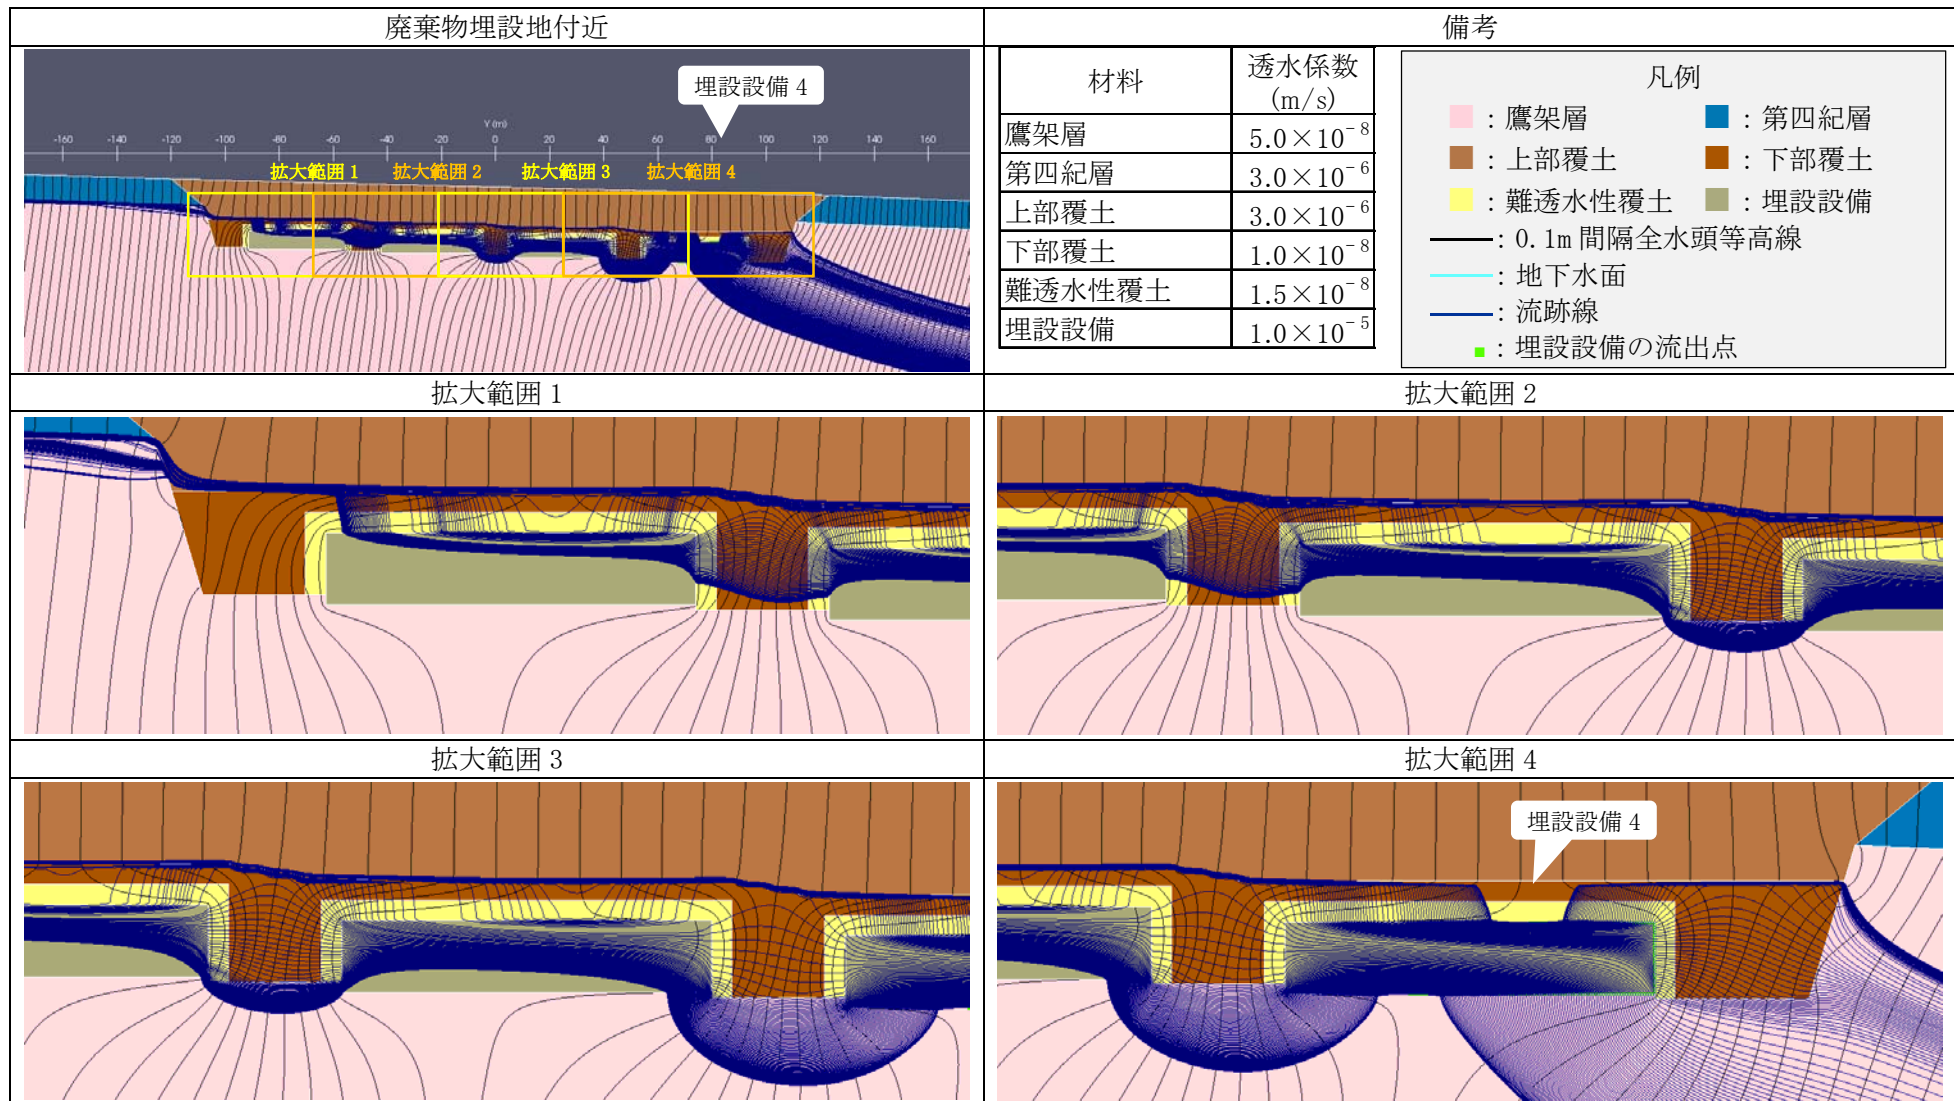 廃棄物埋設地付近
備考
埋設設備 4
Y (m)
-160 -140 -120 -100 -80 -60 -40 -20 0 20 40 60 80 100 120 140 160
拡大範囲 1 拡大範囲 2 拡大範囲 3 拡大範囲 4
材料 透水係数 (m/s)
鷹架層 5.0×10⁻⁸
第四紀層 3.0×10⁻⁶
上部覆土 3.0×10⁻⁶
下部覆土 1.0×10⁻⁸
難透水性覆土 1.5×10⁻⁸
埋設設備 1.0×10⁻⁵
凡例
：鷹架層 ：第四紀層
：上部覆土 ：下部覆土
：難透水性覆土 ：埋設設備
：0.1m 間隔全水頭等高線
：地下水面
：流跡線
：埋設設備の流出点
拡大範囲 1
拡大範囲 2
拡大範囲 3
拡大範囲 4
埋設設備 4